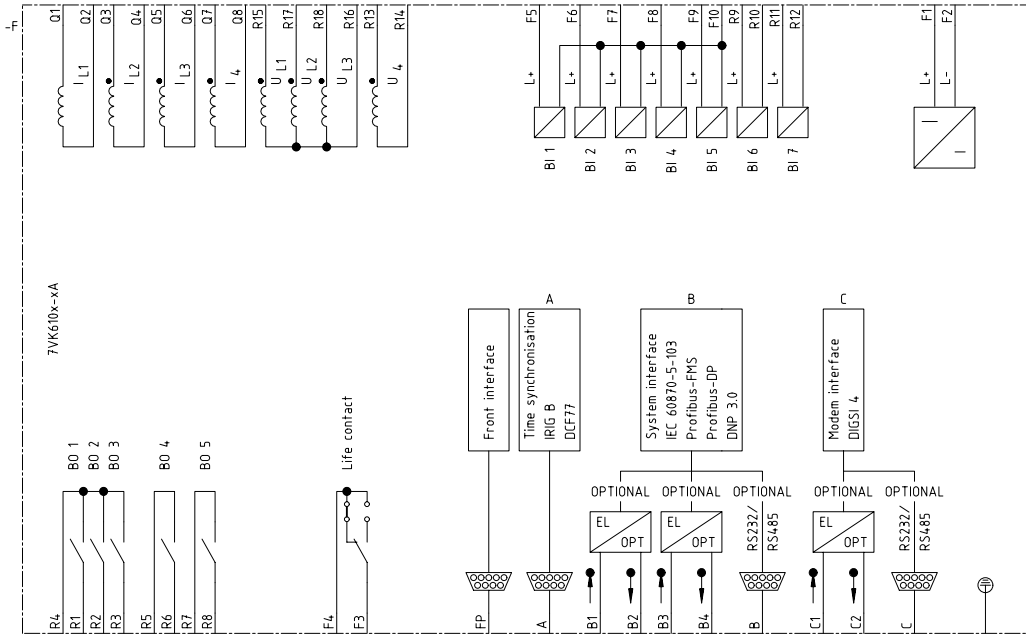 -F
Q1
Q2
Q3
Q4
Q5
Q6
Q7
Q8
R15
R17
R18
R16
R13
R14
F5
F6
F7
F8
F9
F10
R9
R10
R11
R12
F1
F2
I L1
I L2
I L3
I 4
U L1
U L2
U L3
U 4
L+
L+
L+
L+
L+
L+
L+
L+
L-
BI 1
BI 2
BI 3
BI 4
BI 5
BI 6
BI 7
7VK610x-xA
A
B
C
Front interface
Time synchronisation
IRIG B
DCF77
System interface
IEC 60870-5-103
Profibus-FMS
Profibus-DP
DNP 3.0
Modem interface
DIGSI 4
BO 1
BO 2
BO 3
BO 4
BO 5
Life contact
OPTIONAL
OPTIONAL
OPTIONAL
OPTIONAL
OPTIONAL
EL
OPT
EL
OPT
RS232/
RS485
EL
OPT
RS232/
RS485
R4
R1
R2
R3
R5
R6
R7
R8
F4
F3
FP
A
B1
B2
B3
B4
B
C1
C2
C